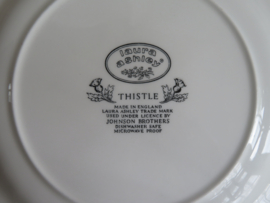 laura
ashley
THISTLE
MADE IN ENGLAND
LAURA ASHLEY TRADE MARK
USED UNDER LICENCE BY
JOHNSON BROTHERS
DISHWASHER SAFE
MICROWAVE PROOF